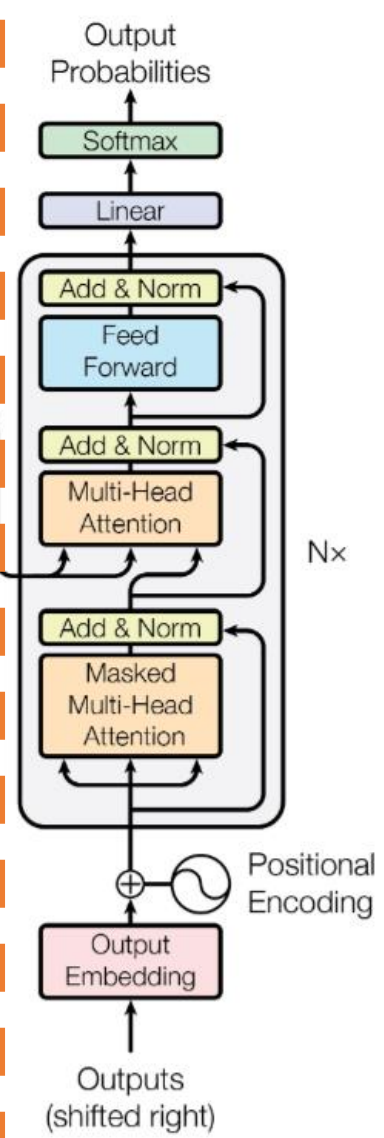 Output
Probabilities
Softmax
Linear
Add & Norm
Feed
Forward
Add & Norm
Multi-Head
Attention
N×
Add & Norm
Masked
Multi-Head
Attention
Positional
Encoding
Output
Embedding
Outputs
(shifted right)